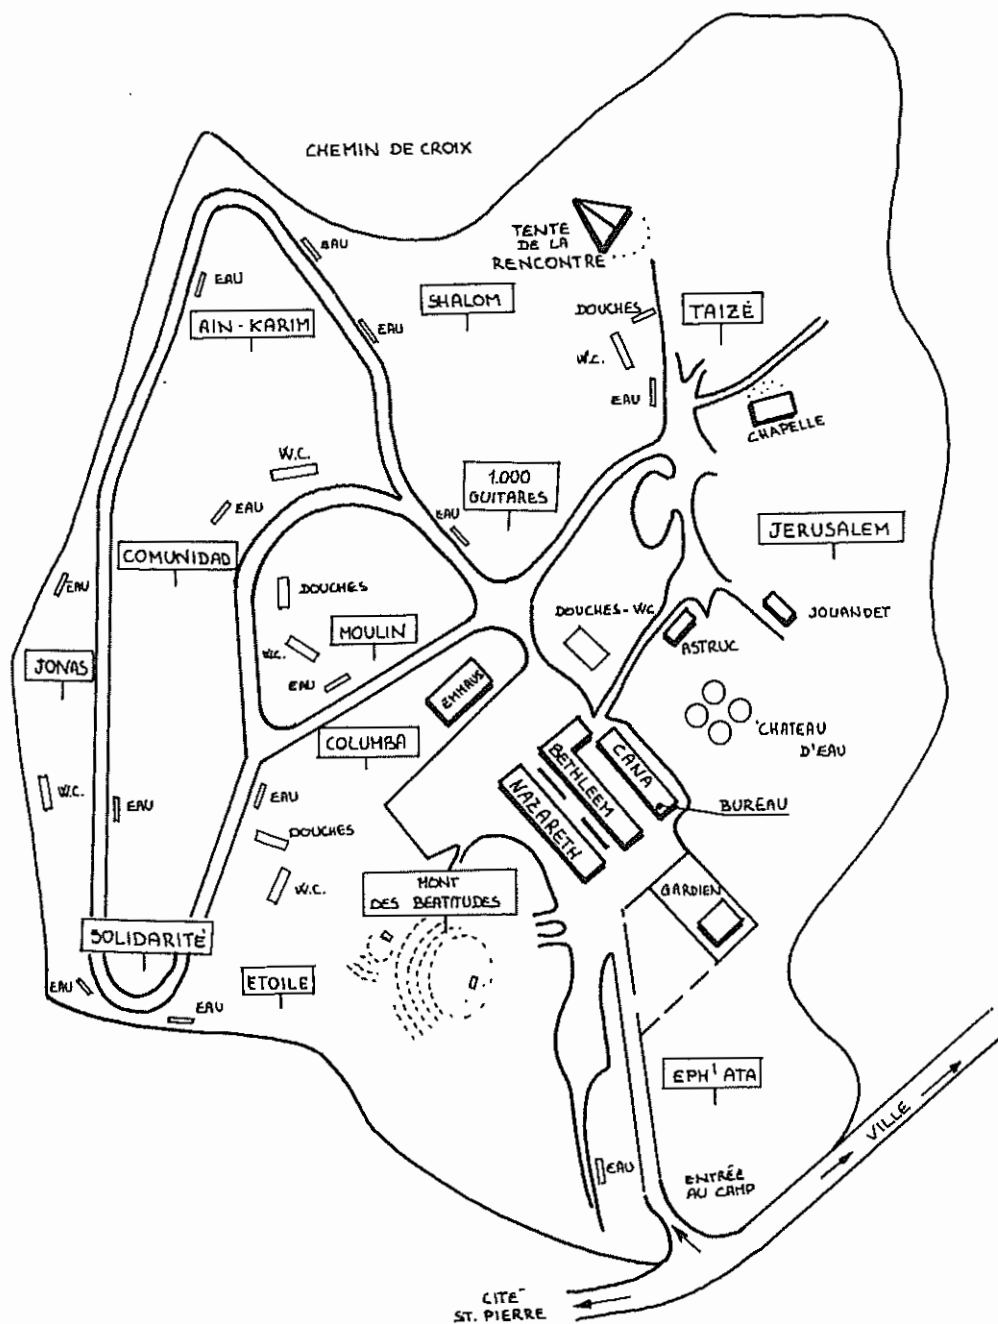 CHEMIN DE CROIX
TENTE
DE LA
RENCONTRE
EAU
EAU
SHALOM
DOUCHES
TAIZÉ
AIN-KARIM
EAU
W.C.
EAU
CHAPELLE
W.C.
1.000
GUITARES
EAU
EAU
JERUSALEM
COMUNIDAD
EAU
DOUCHES
DOUCHES-W.C.
JOUANDET
MOULIN
W.C.
ASTRUC
JONAS
EAU
EMMAUS
COLUMBA
CHATEAU
D'EAU
CANA
BETHLEEM
NAZARETH
W.C.
EAU
EAU
BUREAU
DOUCHES
W.C.
MONT
DES BEATITUDES
GARDIEN
SOLIDARITÉ
EAU
ETOILE
EAU
EPH'ATA
VILLE
EAU
ENTRÉE
AU CAMP
CITÉ
ST. PIERRE